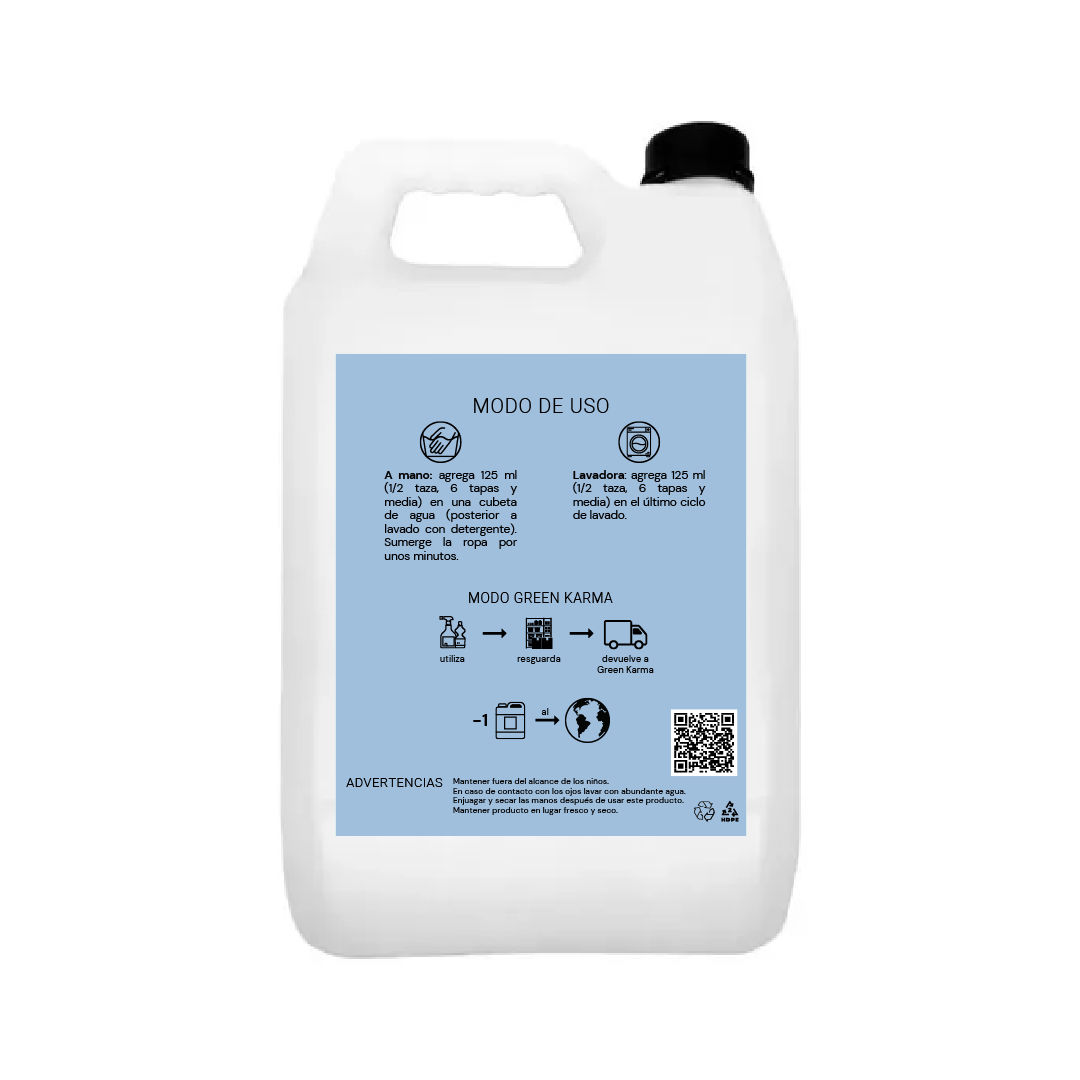 MODO DE USO
A mano: agrega 125 ml
(1/2 taza, 6 tapas y
media) en una cubeta
de agua (posterior a
lavado con detergente).
Sumerge la ropa por
unos minutos.
Lavadora: agrega 125 ml
(1/2 taza, 6 tapas y
media) en el último ciclo
de lavado.
MODO GREEN KARMA
utiliza
resguarda
devuelve a
Green Karma
-1
al
ADVERTENCIAS
Mantener fuera del alcance de los niños.
En caso de contacto con los ojos lavar con abundante agua.
Enjuagar y secar las manos después de usar este producto.
Mantener producto en lugar fresco y seco.
2
HDPE